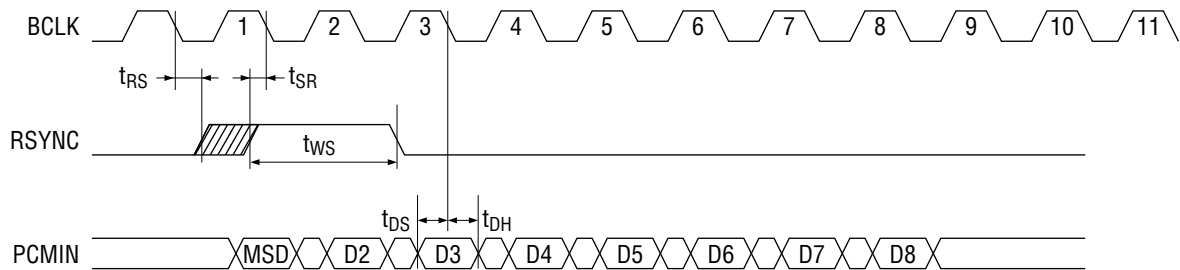 BCLK 1 2 3 4 5 6 7 8 9 10 11
tRS tSR
RSYNC tWS
tDS tDH
PCMIN MSD D2 D3 D4 D5 D6 D7 D8